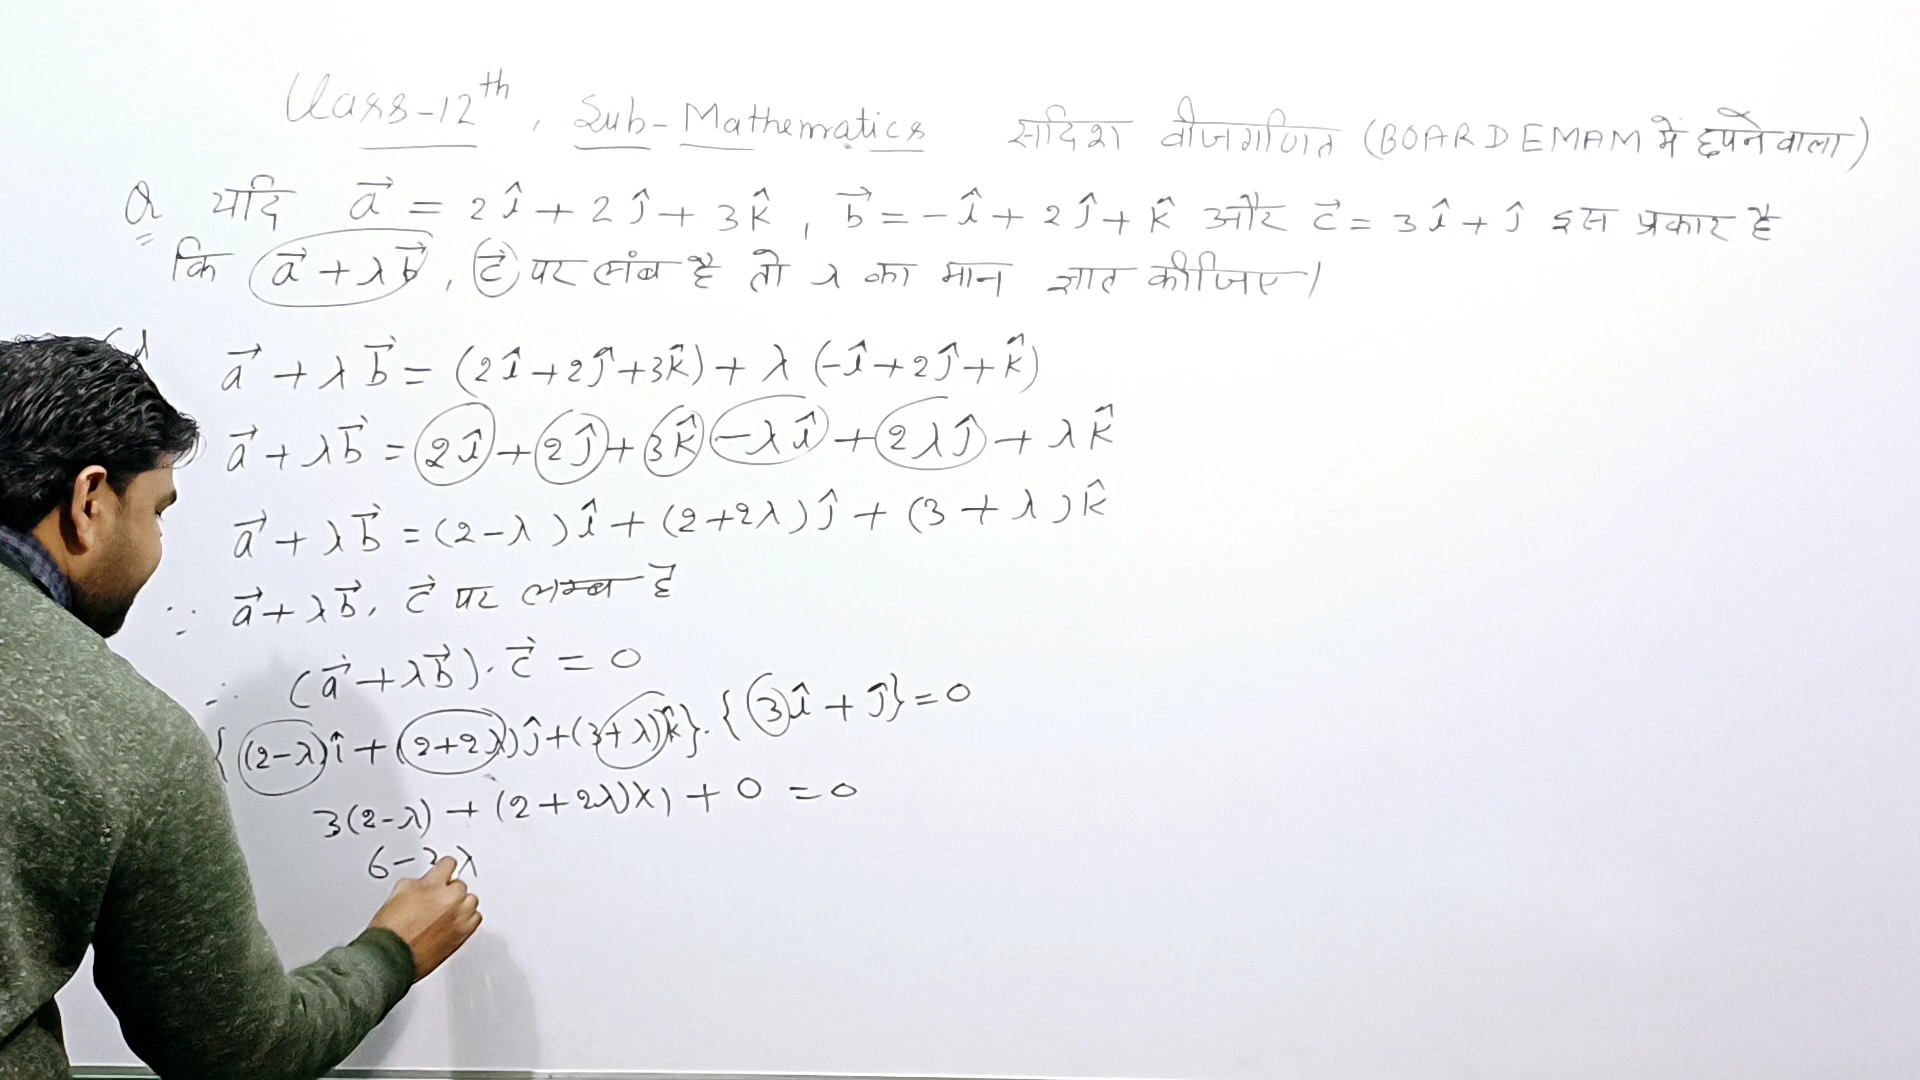 Class-12th, Sub-Mathematics सदिश बीजगणित (BOARD EMAM में छपने वाला)
Q यदि a⃗ = 2î + 2ĵ + 3k̂, b⃗ = -î + 2ĵ + k̂ और c⃗ = 3î + ĵ इस प्रकार है
कि a⃗ + λb⃗, c⃗ पर लंब है तो λ का मान ज्ञात कीजिए।
a⃗ + λb⃗ = (2î+2ĵ+3k̂) + λ(-î+2ĵ+k̂)
a⃗ + λb⃗ = 2î + 2ĵ + 3k̂ - λî + 2λĵ + λk̂
a⃗ + λb⃗ = (2-λ)î + (2+2λ)ĵ + (3+λ)k̂
∵ a⃗ + λb⃗, c⃗ पर लम्ब है
∴ (a⃗ + λb⃗)·c⃗ = 0
{(2-λ)î + (2+2λ)ĵ + (3+λ)k̂}·{3î + ĵ} = 0
3(2-λ) + (2+2λ)×1 + 0 = 0
6-3λ